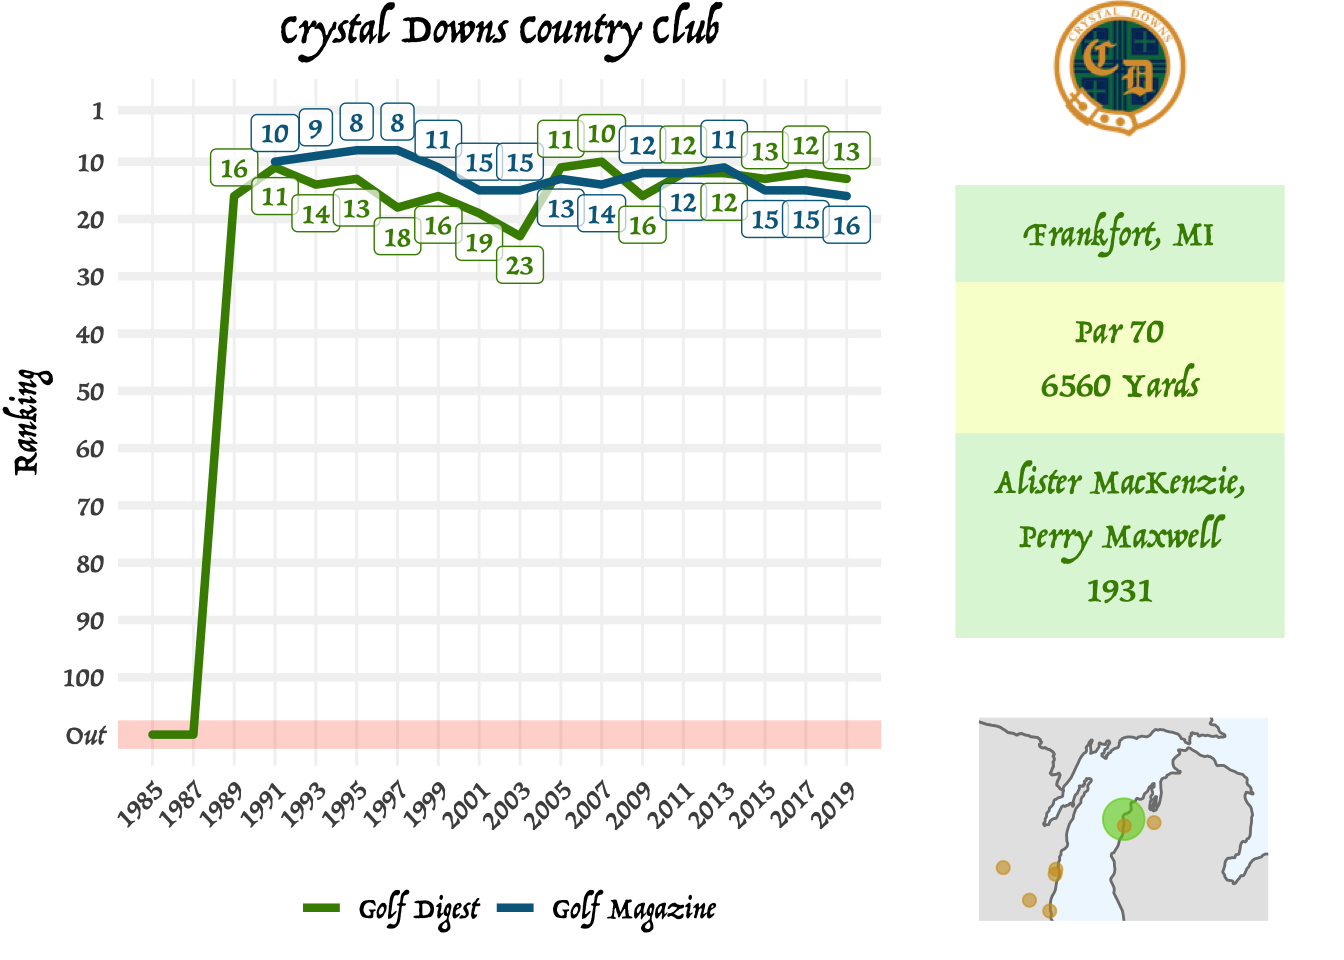 Crystal Downs Country Club
CRYSTAL DOWNS
C D
Ranking
1
10
20
30
40
50
60
70
80
90
100
Out
10 9 8 8 11 15 15 11 10 12 12 11 13 12 13
16 11 14 13 18 16 19 23 13 14 16 12 12 15 15 16
1985 1987 1989 1991 1993 1995 1997 1999 2001 2003 2005 2007 2009 2011 2013 2015 2017 2019
Golf Digest Golf Magazine
Frankfort, MI
Par 70
6560 Yards
Alister MacKenzie,
Perry Maxwell
1931